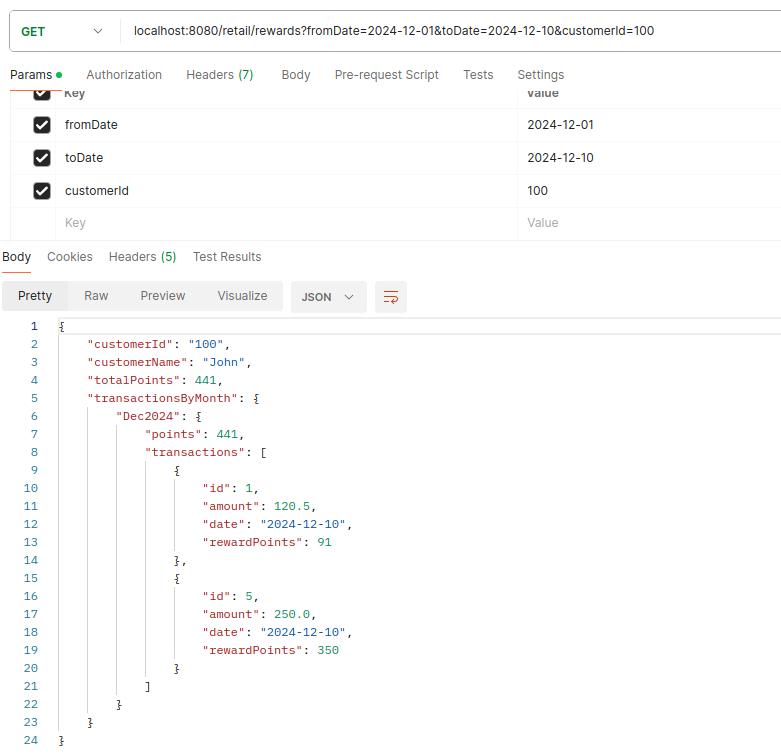 GET localhost:8080/retail/rewards?fromDate=2024-12-01&toDate=2024-12-10&customerId=100
Params Authorization Headers (7) Body Pre-request Script Tests Settings
Key Value
fromDate 2024-12-01
toDate 2024-12-10
customerId 100
Key Value
Body Cookies Headers (5) Test Results
Pretty Raw Preview Visualize JSON
1 {
2 "customerId": "100",
3 "customerName": "John",
4 "totalPoints": 441,
5 "transactionsByMonth": {
6 "Dec2024": {
7 "points": 441,
8 "transactions": [
9 {
10 "id": 1,
11 "amount": 120.5,
12 "date": "2024-12-10",
13 "rewardPoints": 91
14 },
15 {
16 "id": 5,
17 "amount": 250.0,
18 "date": "2024-12-10",
19 "rewardPoints": 350
20 }
21 ]
22 }
23 }
24 }